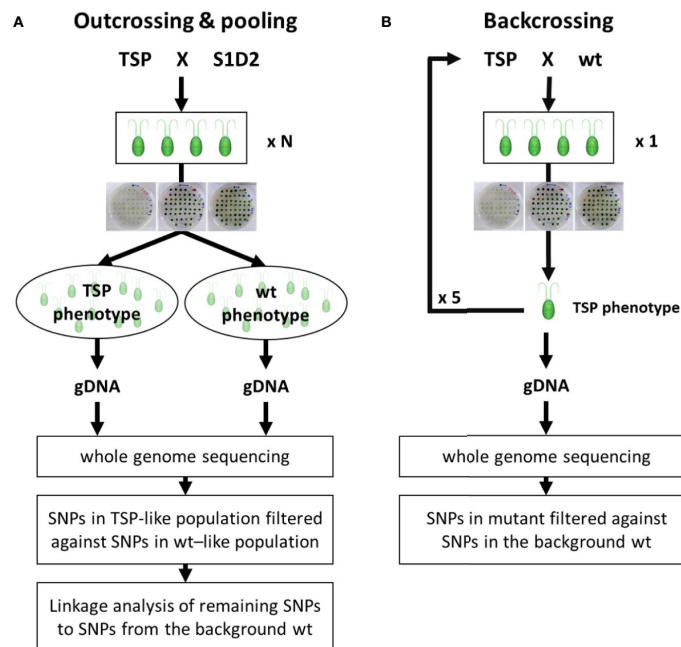 A
Outcrossing & pooling
TSP X S1D2
x N
TSP phenotype
wt phenotype
gDNA
gDNA
whole genome sequencing
SNPs in TSP-like population filtered
against SNPs in wt–like population
Linkage analysis of remaining SNPs
to SNPs from the background wt
B
Backcrossing
TSP X wt
x 1
x 5
TSP phenotype
gDNA
whole genome sequencing
SNPs in mutant filtered against
SNPs in the background wt